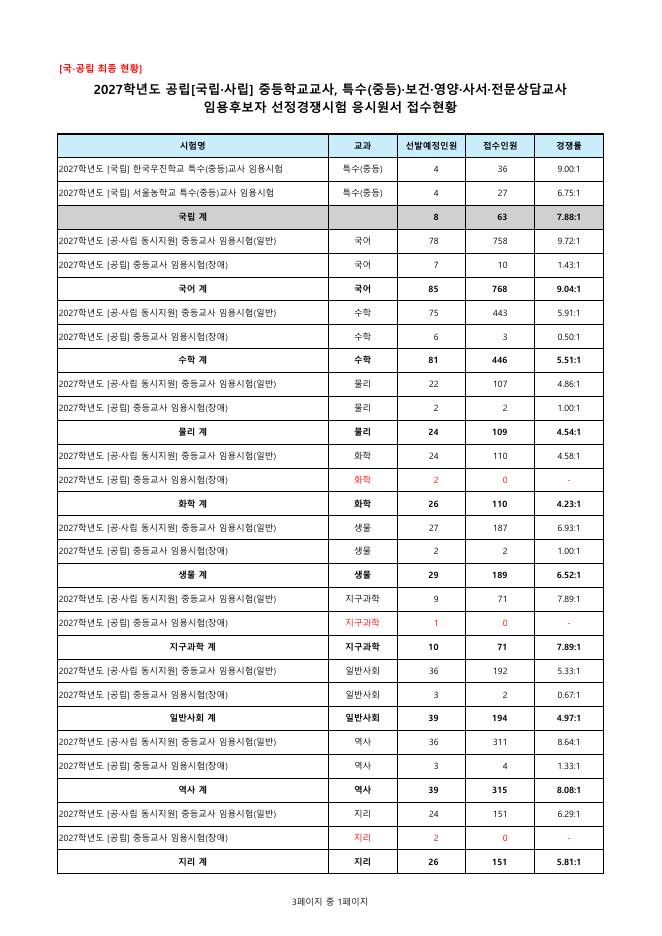 [국·공립 최종 현황]
2027학년도 공립[국립·사립] 중등학교교사, 특수(중등)·보건·영양·사서·전문상담교사
임용후보자 선정경쟁시험 응시원서 접수현황
시험명 교과 선발예정인원 접수인원 경쟁률
2027학년도 [국립] 한국우진학교 특수(중등)교사 임용시험 특수(중등) 4 36 9.00:1
2027학년도 [국립] 서울농학교 특수(중등)교사 임용시험 특수(중등) 4 27 6.75:1
국립 계 8 63 7.88:1
2027학년도 [공·사립 동시지원] 중등교사 임용시험(일반) 국어 78 758 9.72:1
2027학년도 [공립] 중등교사 임용시험(장애) 국어 7 10 1.43:1
국어 계 국어 85 768 9.04:1
2027학년도 [공·사립 동시지원] 중등교사 임용시험(일반) 수학 75 443 5.91:1
2027학년도 [공립] 중등교사 임용시험(장애) 수학 6 3 0.50:1
수학 계 수학 81 446 5.51:1
2027학년도 [공·사립 동시지원] 중등교사 임용시험(일반) 물리 22 107 4.86:1
2027학년도 [공립] 중등교사 임용시험(장애) 물리 2 2 1.00:1
물리 계 물리 24 109 4.54:1
2027학년도 [공·사립 동시지원] 중등교사 임용시험(일반) 화학 24 110 4.58:1
2027학년도 [공립] 중등교사 임용시험(장애) 화학 2 0 -
화학 계 화학 26 110 4.23:1
2027학년도 [공·사립 동시지원] 중등교사 임용시험(일반) 생물 27 187 6.93:1
2027학년도 [공립] 중등교사 임용시험(장애) 생물 2 2 1.00:1
생물 계 생물 29 189 6.52:1
2027학년도 [공·사립 동시지원] 중등교사 임용시험(일반) 지구과학 9 71 7.89:1
2027학년도 [공립] 중등교사 임용시험(장애) 지구과학 1 0 -
지구과학 계 지구과학 10 71 7.89:1
2027학년도 [공·사립 동시지원] 중등교사 임용시험(일반) 일반사회 36 192 5.33:1
2027학년도 [공립] 중등교사 임용시험(장애) 일반사회 3 2 0.67:1
일반사회 계 일반사회 39 194 4.97:1
2027학년도 [공·사립 동시지원] 중등교사 임용시험(일반) 역사 36 311 8.64:1
2027학년도 [공립] 중등교사 임용시험(장애) 역사 3 4 1.33:1
역사 계 역사 39 315 8.08:1
2027학년도 [공·사립 동시지원] 중등교사 임용시험(일반) 지리 24 151 6.29:1
2027학년도 [공립] 중등교사 임용시험(장애) 지리 2 0 -
지리 계 지리 26 151 5.81:1
3페이지 중 1페이지